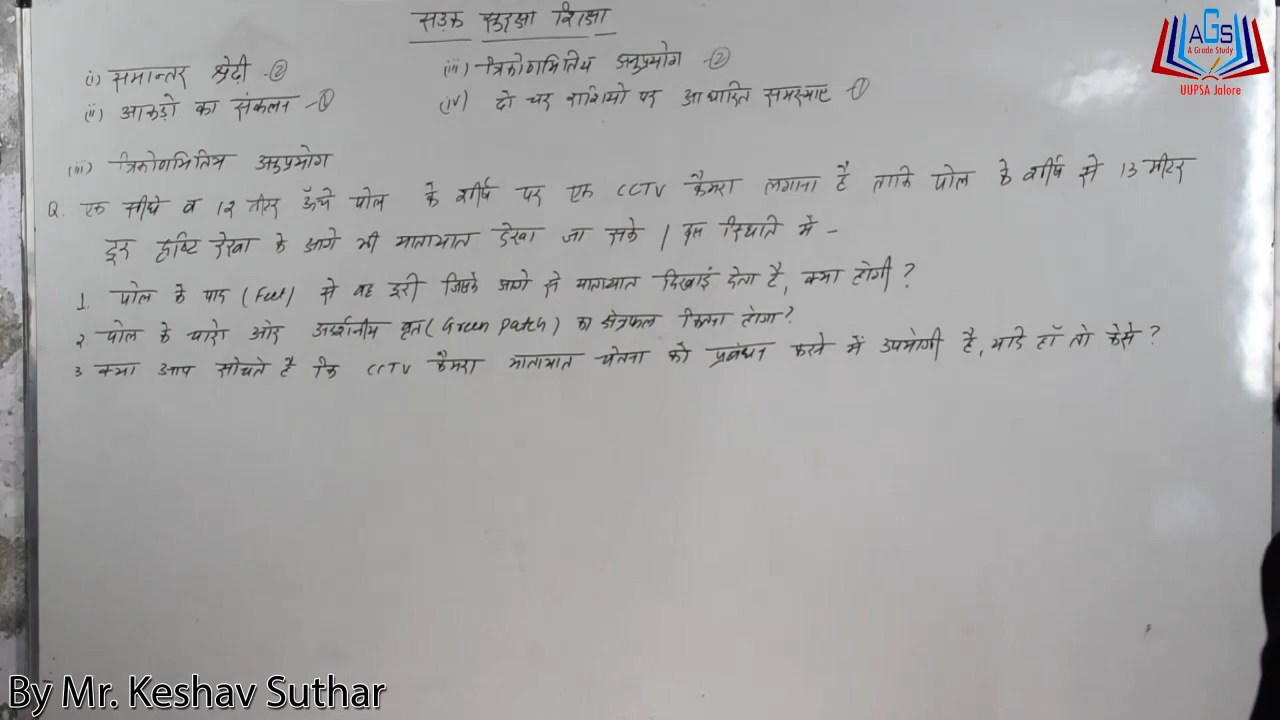 सड़क सुरक्षा शिक्षा
(i) समान्तर श्रेढी -②
(iii) त्रिकोणमितिय अनुप्रयोग -②
(ii) आकड़ो का संकलन -①
(iv) दो चर राशियो पर आधारित समस्याएं -①
(iii) त्रिकोणमितिय अनुप्रयोग
Q. एक सीधे व 12 मीटर ऊँचे पोल के शीर्ष पर एक CCTV कैमरा लगाना है ताकि पोल के शीर्ष से 13 मीटर
दूर दृष्टि रेखा के आगे भी यातायात देखा जा सके | इस स्थिति में -
1. पोल के पाद (Feet) से वह दूरी जिसके आगे से यातायात दिखाई देता है, क्या होगी ?
2. पोल के चारो ओर अदर्शनीय वृत्त (Green Patch) का क्षेत्रफल कितना होगा ?
3 क्या आप सोचते है कि CCTV कैमरा यातायात चेतना को प्रबंधन करने में उपयोगी है, यदि हाँ तो कैसे ?
AGS
A Grade Study
UUPSA Jalore
By Mr. Keshav Suthar